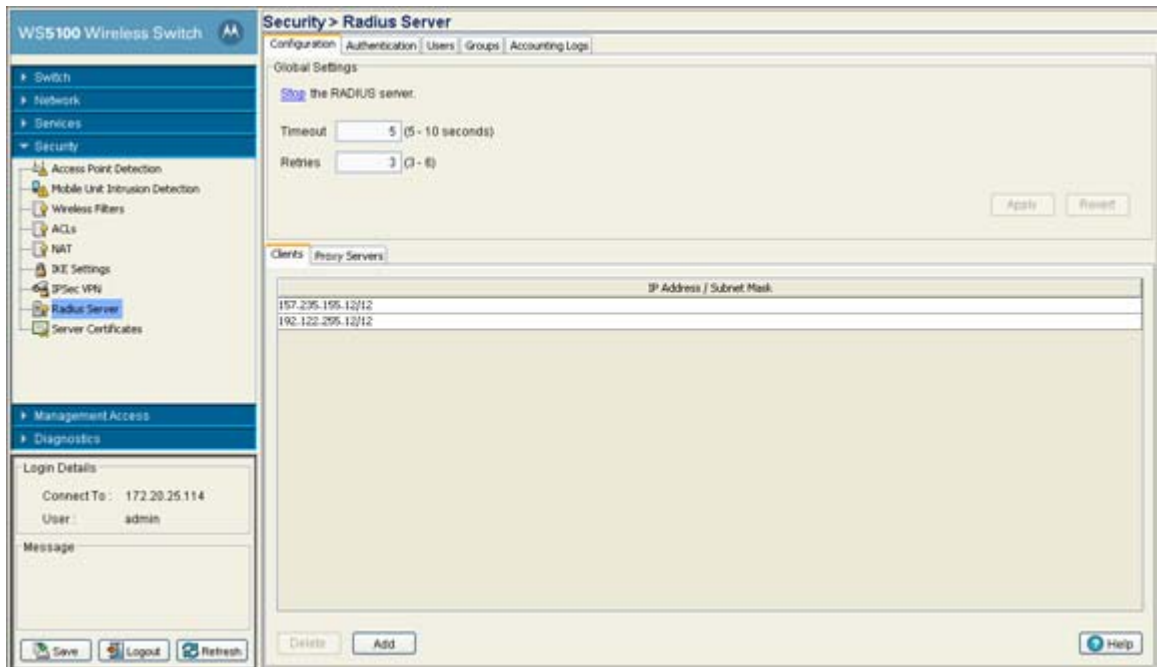 WS5100 Wireless Switch
Switch
Network
Services
Security
Access Point Detection
Mobile Unit Intrusion Detection
Wireless Filters
ACLs
NAT
IKE Settings
IPSec VPN
Radius Server
Server Certificates
Management Access
Diagnostics
Login Details
Connect To : 172.20.25.114
User : admin
Message
Save Logout Refresh
Security > Radius Server
Configuration Authentication Users Groups Accounting Logs
Global Settings
Stop the RADIUS server.
Timeout 5 (5 - 10 seconds)
Retries 3 (3 - 6)
Apply Revert
Clients Proxy Servers
IP Address / Subnet Mask
157.235.195.12/12
192.122.255.12/12
Delete Add Help